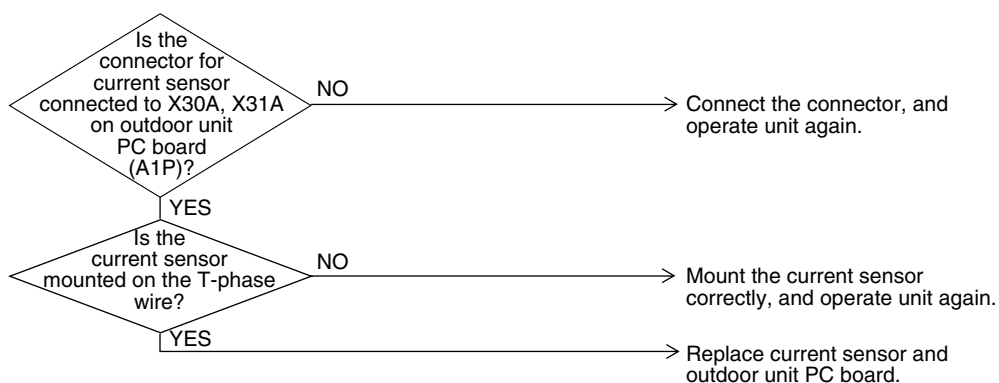 Is the
connector for
current sensor
connected to X30A, X31A
on outdoor unit
PC board
(A1P)?
NO
Connect the connector, and
operate unit again.
YES
Is the
current sensor
mounted on the T-phase
wire?
NO
Mount the current sensor
correctly, and operate unit again.
YES
Replace current sensor and
outdoor unit PC board.